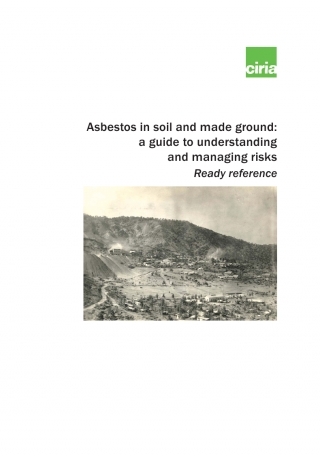 ciria
Asbestos in soil and made ground:
a guide to understanding
and managing risks
Ready reference